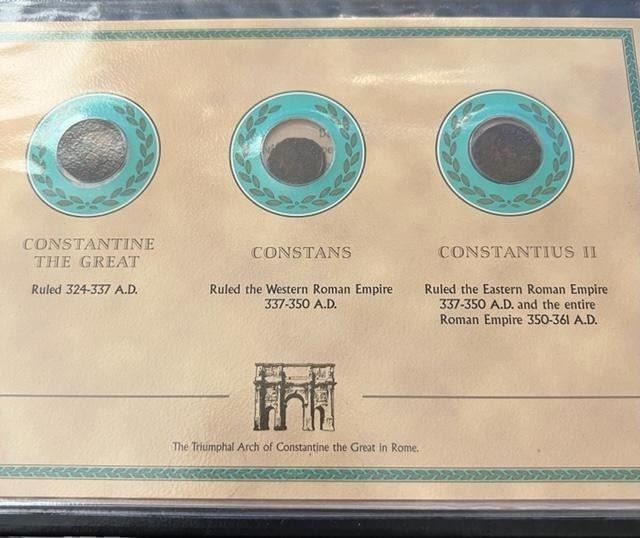 CONSTANTINE
THE GREAT
Ruled 324-337 A.D.
CONSTANS
Ruled the Western Roman Empire
337-350 A.D.
CONSTANTIUS II
Ruled the Eastern Roman Empire
337-350 A.D. and the entire
Roman Empire 350-361 A.D.
The Triumphal Arch of Constantine the Great in Rome.